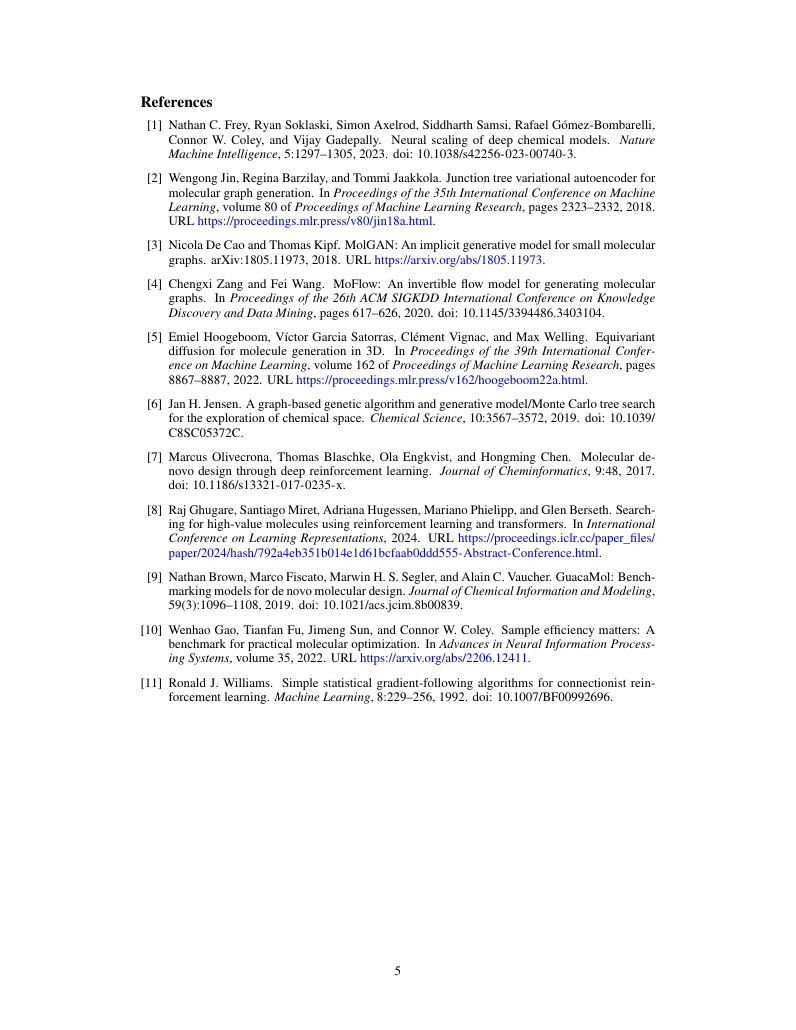 References
[1] Nathan C. Frey, Ryan Soklaski, Simon Axelrod, Siddharth Samsi, Rafael Gómez-Bombarelli,
Connor W. Coley, and Vijay Gadepally. Neural scaling of deep chemical models. Nature
Machine Intelligence, 5:1297–1305, 2023. doi: 10.1038/s42256-023-00740-3.
[2] Wengong Jin, Regina Barzilay, and Tommi Jaakkola. Junction tree variational autoencoder for
molecular graph generation. In Proceedings of the 35th International Conference on Machine
Learning, volume 80 of Proceedings of Machine Learning Research, pages 2323–2332, 2018.
URL https://proceedings.mlr.press/v80/jin18a.html.
[3] Nicola De Cao and Thomas Kipf. MolGAN: An implicit generative model for small molecular
graphs. arXiv:1805.11973, 2018. URL https://arxiv.org/abs/1805.11973.
[4] Chengxi Zang and Fei Wang. MoFlow: An invertible flow model for generating molecular
graphs. In Proceedings of the 26th ACM SIGKDD International Conference on Knowledge
Discovery and Data Mining, pages 617–626, 2020. doi: 10.1145/3394486.3403104.
[5] Emiel Hoogeboom, Víctor Garcia Satorras, Clément Vignac, and Max Welling. Equivariant
diffusion for molecule generation in 3D. In Proceedings of the 39th International Confer-
ence on Machine Learning, volume 162 of Proceedings of Machine Learning Research, pages
8867–8887, 2022. URL https://proceedings.mlr.press/v162/hoogeboom22a.html.
[6] Jan H. Jensen. A graph-based genetic algorithm and generative model/Monte Carlo tree search
for the exploration of chemical space. Chemical Science, 10:3567–3572, 2019. doi: 10.1039/
C8SC05372C.
[7] Marcus Olivecrona, Thomas Blaschke, Ola Engkvist, and Hongming Chen. Molecular de-
novo design through deep reinforcement learning. Journal of Cheminformatics, 9:48, 2017.
doi: 10.1186/s13321-017-0235-x.
[8] Raj Ghugare, Santiago Miret, Adriana Hugessen, Mariano Phielipp, and Glen Berseth. Search-
ing for high-value molecules using reinforcement learning and transformers. In International
Conference on Learning Representations, 2024. URL https://proceedings.iclr.cc/paper_files/
paper/2024/hash/792a4eb351b014e1d61bcfaab0ddd555-Abstract-Conference.html.
[9] Nathan Brown, Marco Fiscato, Marwin H. S. Segler, and Alain C. Vaucher. GuacaMol: Bench-
marking models for de novo molecular design. Journal of Chemical Information and Modeling,
59(3):1096–1108, 2019. doi: 10.1021/acs.jcim.8b00839.
[10] Wenhao Gao, Tianfan Fu, Jimeng Sun, and Connor W. Coley. Sample efficiency matters: A
benchmark for practical molecular optimization. In Advances in Neural Information Process-
ing Systems, volume 35, 2022. URL https://arxiv.org/abs/2206.12411.
[11] Ronald J. Williams. Simple statistical gradient-following algorithms for connectionist rein-
forcement learning. Machine Learning, 8:229–256, 1992. doi: 10.1007/BF00992696.
5